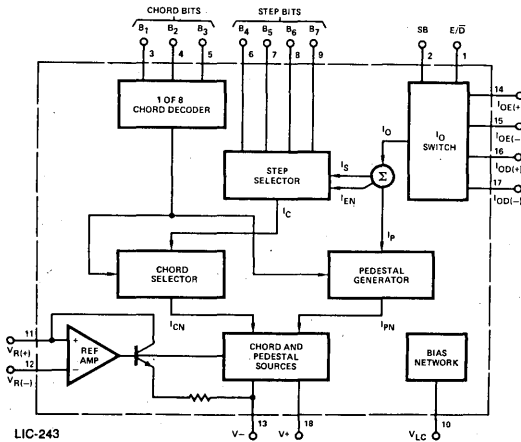 CHORD BITS STEP BITS
B1 B2 B3 B4 B5 B6 B7 SB E/D̅
3 4 5 6 7 8 9 2 1
1 OF 8
CHORD DECODER
14
IOE(+)
15
IOE(−)
16
IOD(+)
17
IOD(−)
IO
SWITCH
IO
STEP
SELECTOR
IS
Σ
IEN
IC
IP
CHORD
SELECTOR
PEDESTAL
GENERATOR
ICN
IPN
11
VR(+)
12
VR(−)
+
−
REF
AMP
CHORD AND
PEDESTAL
SOURCES
BIAS
NETWORK
13 18 10
V− V+ VLC
LIC-243